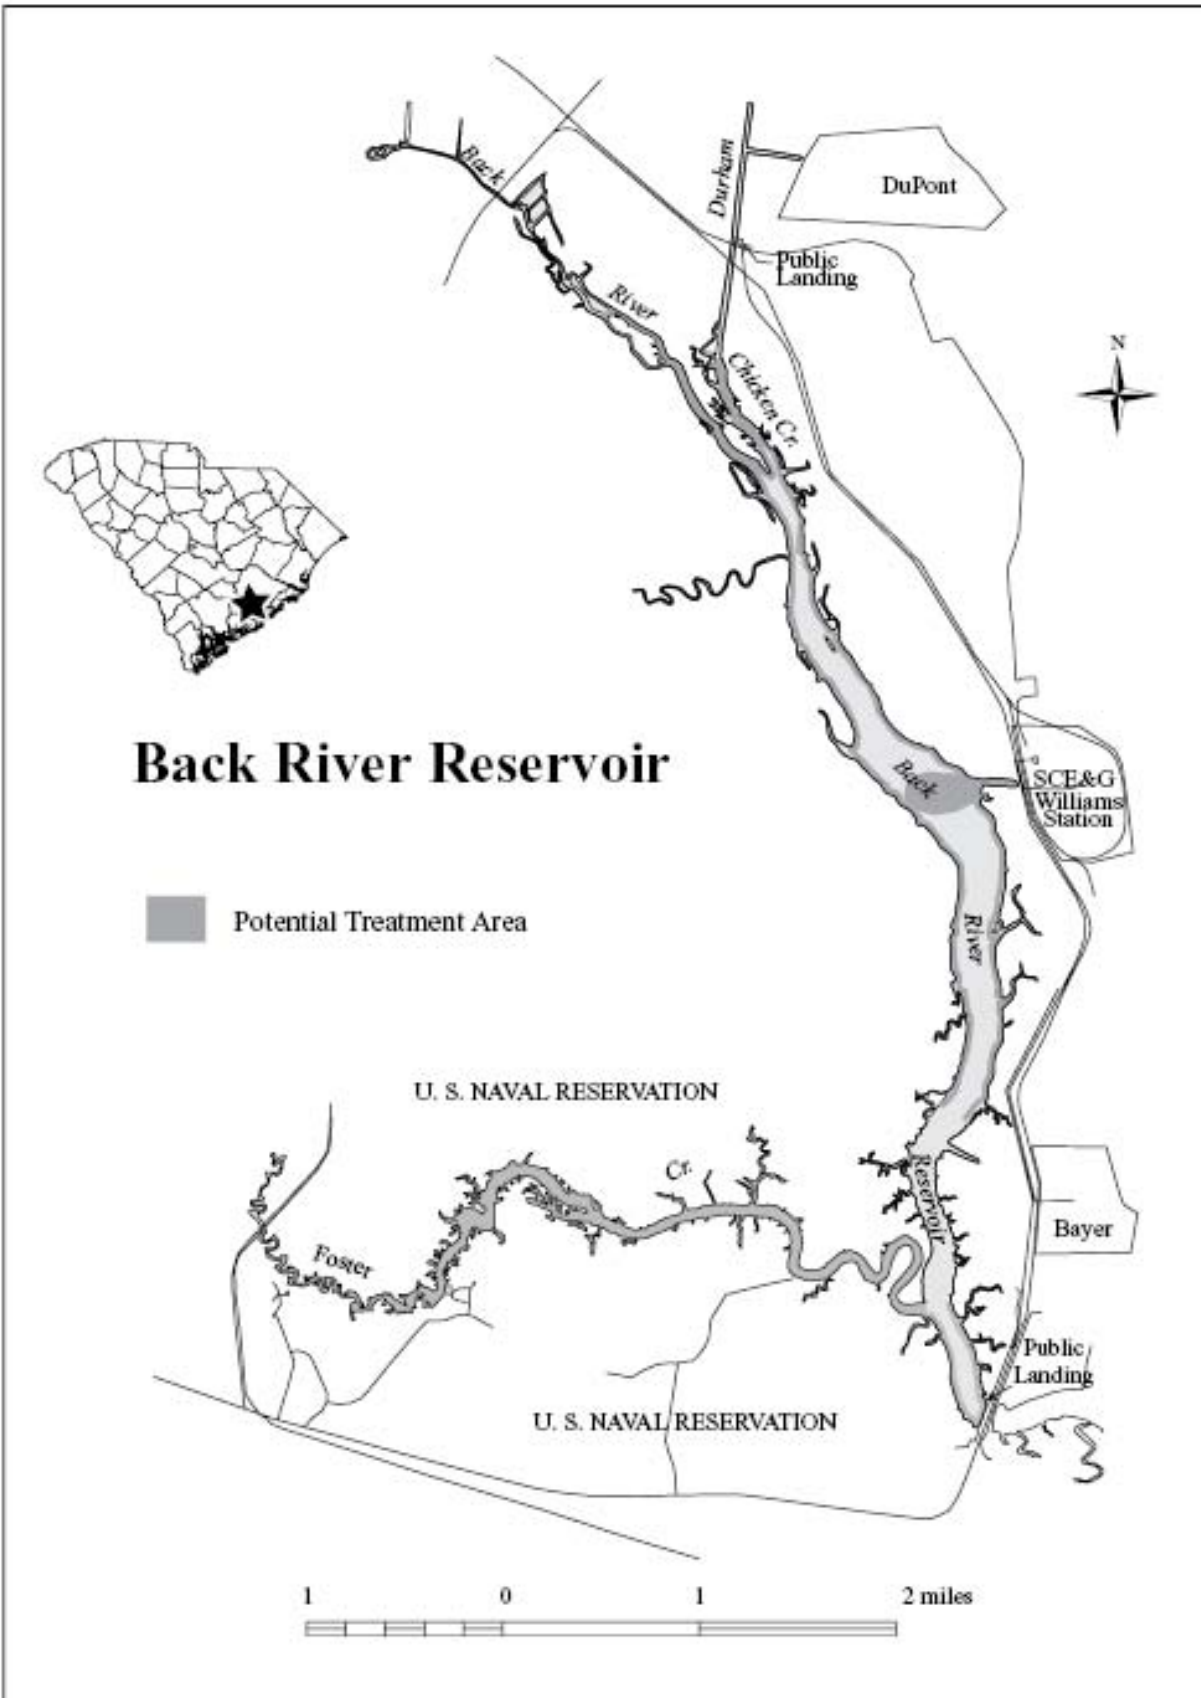 Back
River
Durham
DuPont
Public
Landing
Chicken Cr.
N
Back River Reservoir
Back
SCE&G
Williams
Station
Potential Treatment Area
River
U. S. NAVAL RESERVATION
Cr.
Reservoir
Foster
Bayer
Public
Landing
U. S. NAVAL RESERVATION
1 0 1 2 miles